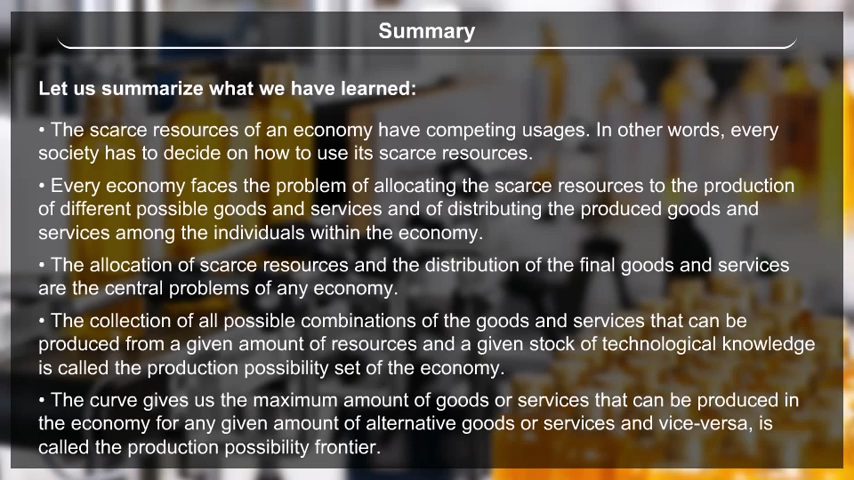 Summary
Let us summarize what we have learned:
• The scarce resources of an economy have competing usages. In other words, every
society has to decide on how to use its scarce resources.
• Every economy faces the problem of allocating the scarce resources to the production
of different possible goods and services and of distributing the produced goods and
services among the individuals within the economy.
• The allocation of scarce resources and the distribution of the final goods and services
are the central problems of any economy.
• The collection of all possible combinations of the goods and services that can be
produced from a given amount of resources and a given stock of technological knowledge
is called the production possibility set of the economy.
• The curve gives us the maximum amount of goods or services that can be produced in
the economy for any given amount of alternative goods or services and vice-versa, is
called the production possibility frontier.